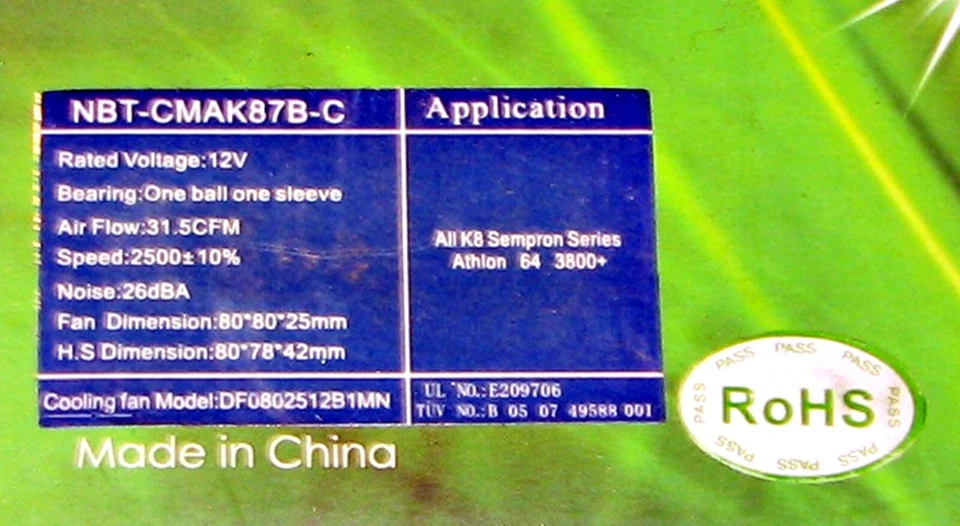 NBT-CMAK87B-C
Application
Rated Voltage:12V
Bearing:One ball one sleeve
Air Flow:31.5CFM
Speed:2500±10%
Noise:26dBA
Fan Dimension:80*80*25mm
H.S Dimension:80*78*42mm
All K8 Sempron Series
Athlon 64 3800+
Cooling fan Model:DF0802512B1MN
UL NO.:E209706
TUV NO.:B 05 07 49588 001
Made in China
PASS PASS PASS
PASS RoHS PASS
PASS PASS PASS